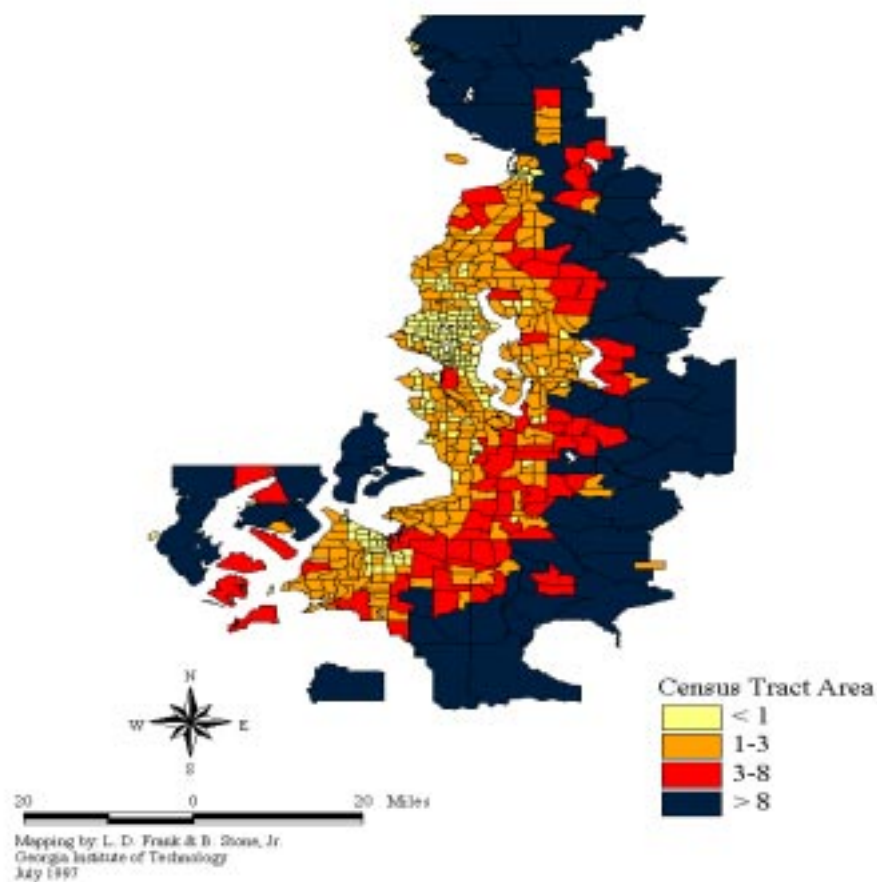 N
W E
S
Census Tract Area
< 1
1-3
3-8
> 8
20 0 20 Miles
Mapping by: L. D. Frank & B. Stone, Jr.
Georgia Institute of Technology
July 1997